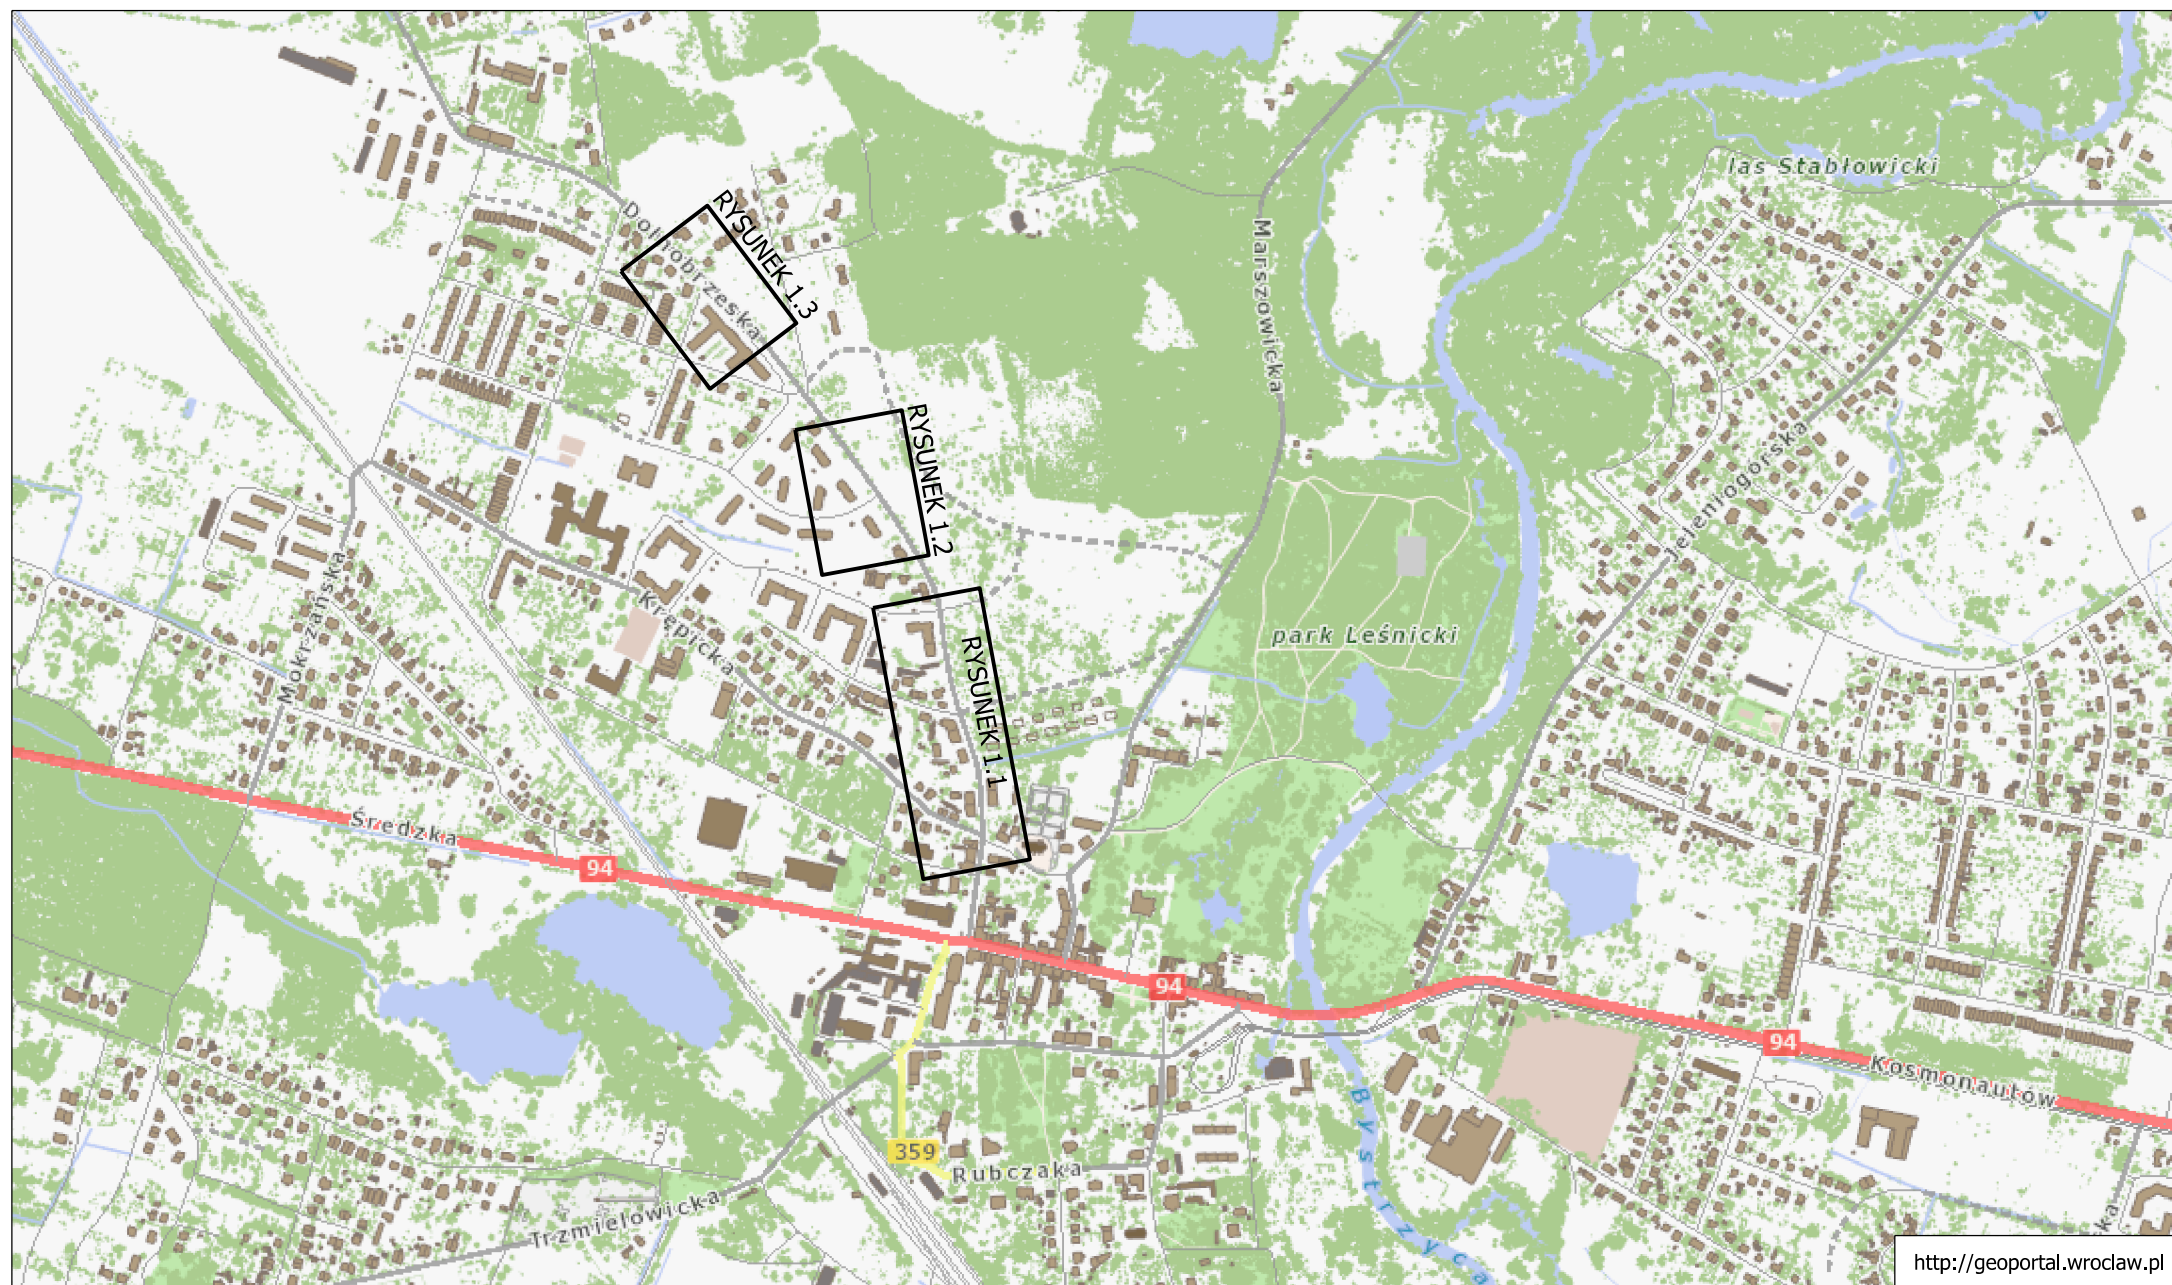 las Stabłowicki
RYSUNEK 1.3
Dolnobrzeska
Marszowicka
RYSUNEK 1.2
Jeleniogórska
Mokrzańska
Krępicka
RYSUNEK 1.1
park Leśnicki
Średzka
94
94
94
Kosmonautów
Bystrzyca
359
Rubczaka
Trzmielowicka
ska
http://geoportal.wroclaw.pl